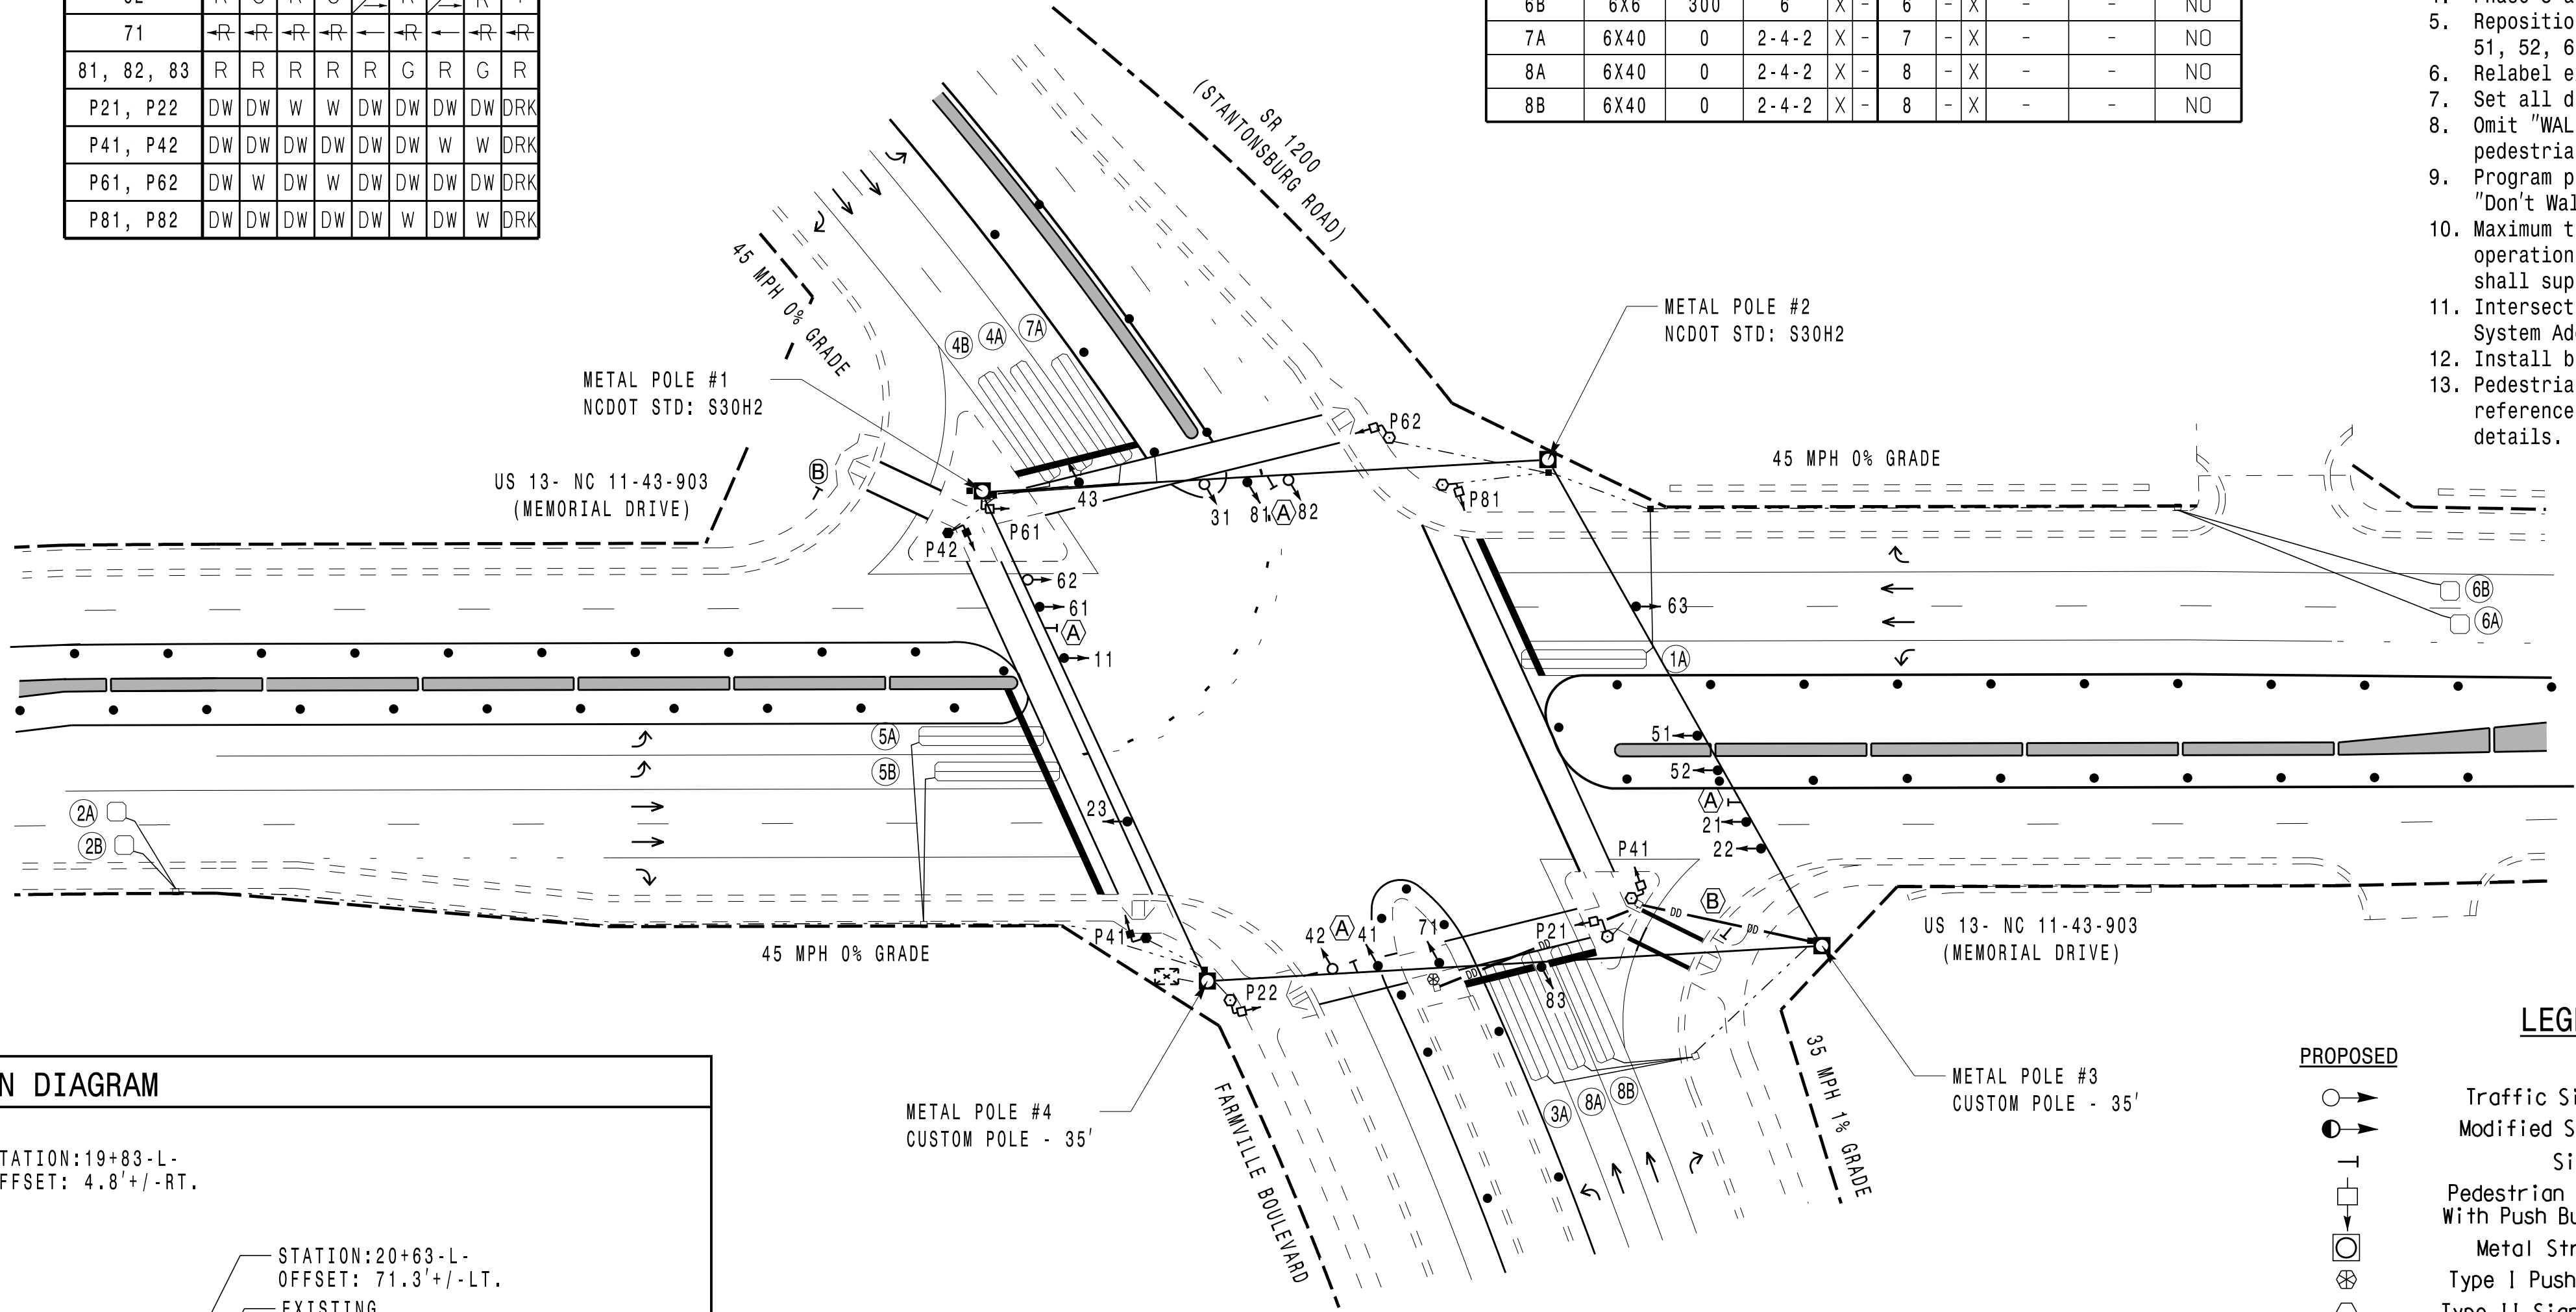 71 R R R R R R R
81, 82, 83 R R R R R G R G R
P21, P22 DW DW W W DW DW DW DW DRK
P41, P42 DW DW DW DW DW DW W W DRK
P61, P62 DW W DW W DW DW DW DW DRK
P81, P82 DW DW DW DW DW W DW W DRK
6B 6X6 300 6 X - 6 - X - - NO
7A 6X40 0 2-4-2 X - 7 - X - - NO
8A 6X40 0 2-4-2 X - 8 - X - - NO
8B 6X40 0 2-4-2 X - 8 - X - - NO
5. Repositio
51, 52, 6
6. Relabel e
7. Set all d
8. Omit "WAL
pedestria
9. Program p
"Don't Wal
10. Maximum t
operation
shall sup
11. Intersect
System Ad
12. Install b
13. Pedestria
reference
details.
SR 1200
(STANTONSBURG ROAD)
45 MPH 0% GRADE
METAL POLE #1
NCDOT STD: S30H2
METAL POLE #2
NCDOT STD: S30H2
4B
4A
7A
P62
B
US 13- NC 11-43-903
(MEMORIAL DRIVE)
45 MPH 0% GRADE
43
31
81
A
82
P81
P61
P42
62
61
A
11
63
6B
6A
1A
5A
5B
51
52
A
21
22
2A
2B
23
P41
B
P41
42
A
41
71
P21
DD
DD
DD
DD
83
P22
45 MPH 0% GRADE
US 13- NC 11-43-903
(MEMORIAL DRIVE)
3A
8A
8B
35 MPH 1% GRADE
FARMVILLE BOULEVARD
METAL POLE #4
CUSTOM POLE - 35'
METAL POLE #3
CUSTOM POLE - 35'
N DIAGRAM
TATION:19+83-L-
FFSET: 4.8'+/-RT.
STATION:20+63-L-
OFFSET: 71.3'+/-LT.
EXISTING
LEG
PROPOSED
Traffic Si
Modified S
Si
Pedestrian
With Push Bu
Metal Str
Type I Push
Type II Sign